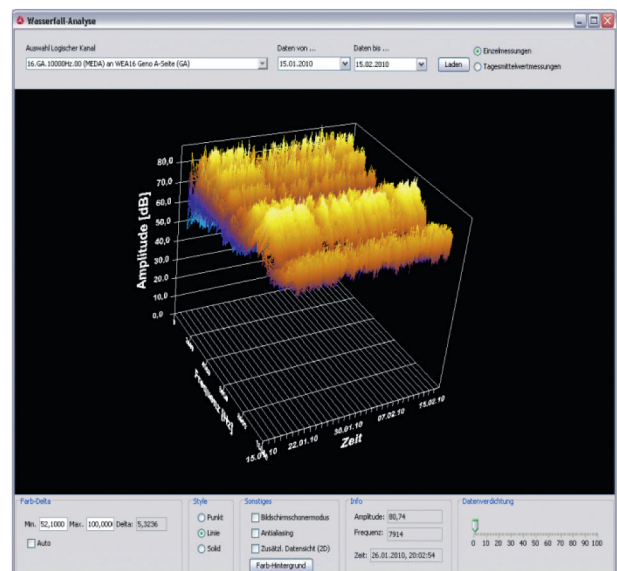 Wasserfall-Analyse
Auswahl Logischer Kanal
Daten von ...
Daten bis ...
16.GA.10000Hz.00 (MEDA) an WEA16 Geno A-Seite (GA)
15.01.2010
15.02.2010
Laden
Einzelmessungen
Tagesmittelwertmessungen
80,0
70,0
60,0
50,0
40,0
30,0
20,0
10,0
0,0
Amplitude [dB]
Frequenz [Hz]
22.01.10
30.01.10
07.02.10
15.02.10
Zeit
Farb-Delta
Min. 52,1000 Max. 100,000 Delta: 5,3236
Auto
Style
Punkt
Linie
Solid
Sonstiges
Bildschirmschonermodus
Antialiasing
Zusätzl. Datensicht (2D)
Farb-Hintergrund
Info
Amplitude: 80,74
Frequenz: 7914
Zeit: 26.01.2010, 20:02:54
Datenverdichtung
0 10 20 30 40 50 60 70 80 90 100